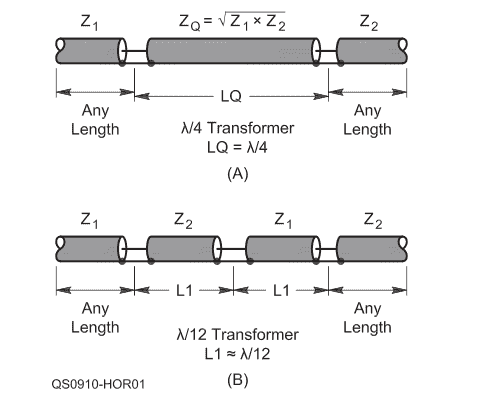 Z₁ Z_Q = √Z₁ × Z₂ Z₂
LQ
Any Length Any Length
λ/4 Transformer
LQ = λ/4
(A)
Z₁ Z₂ Z₁ Z₂
L1 L1
Any Length Any Length
λ/12 Transformer
L1 ≈ λ/12
(B)
QS0910-HOR01